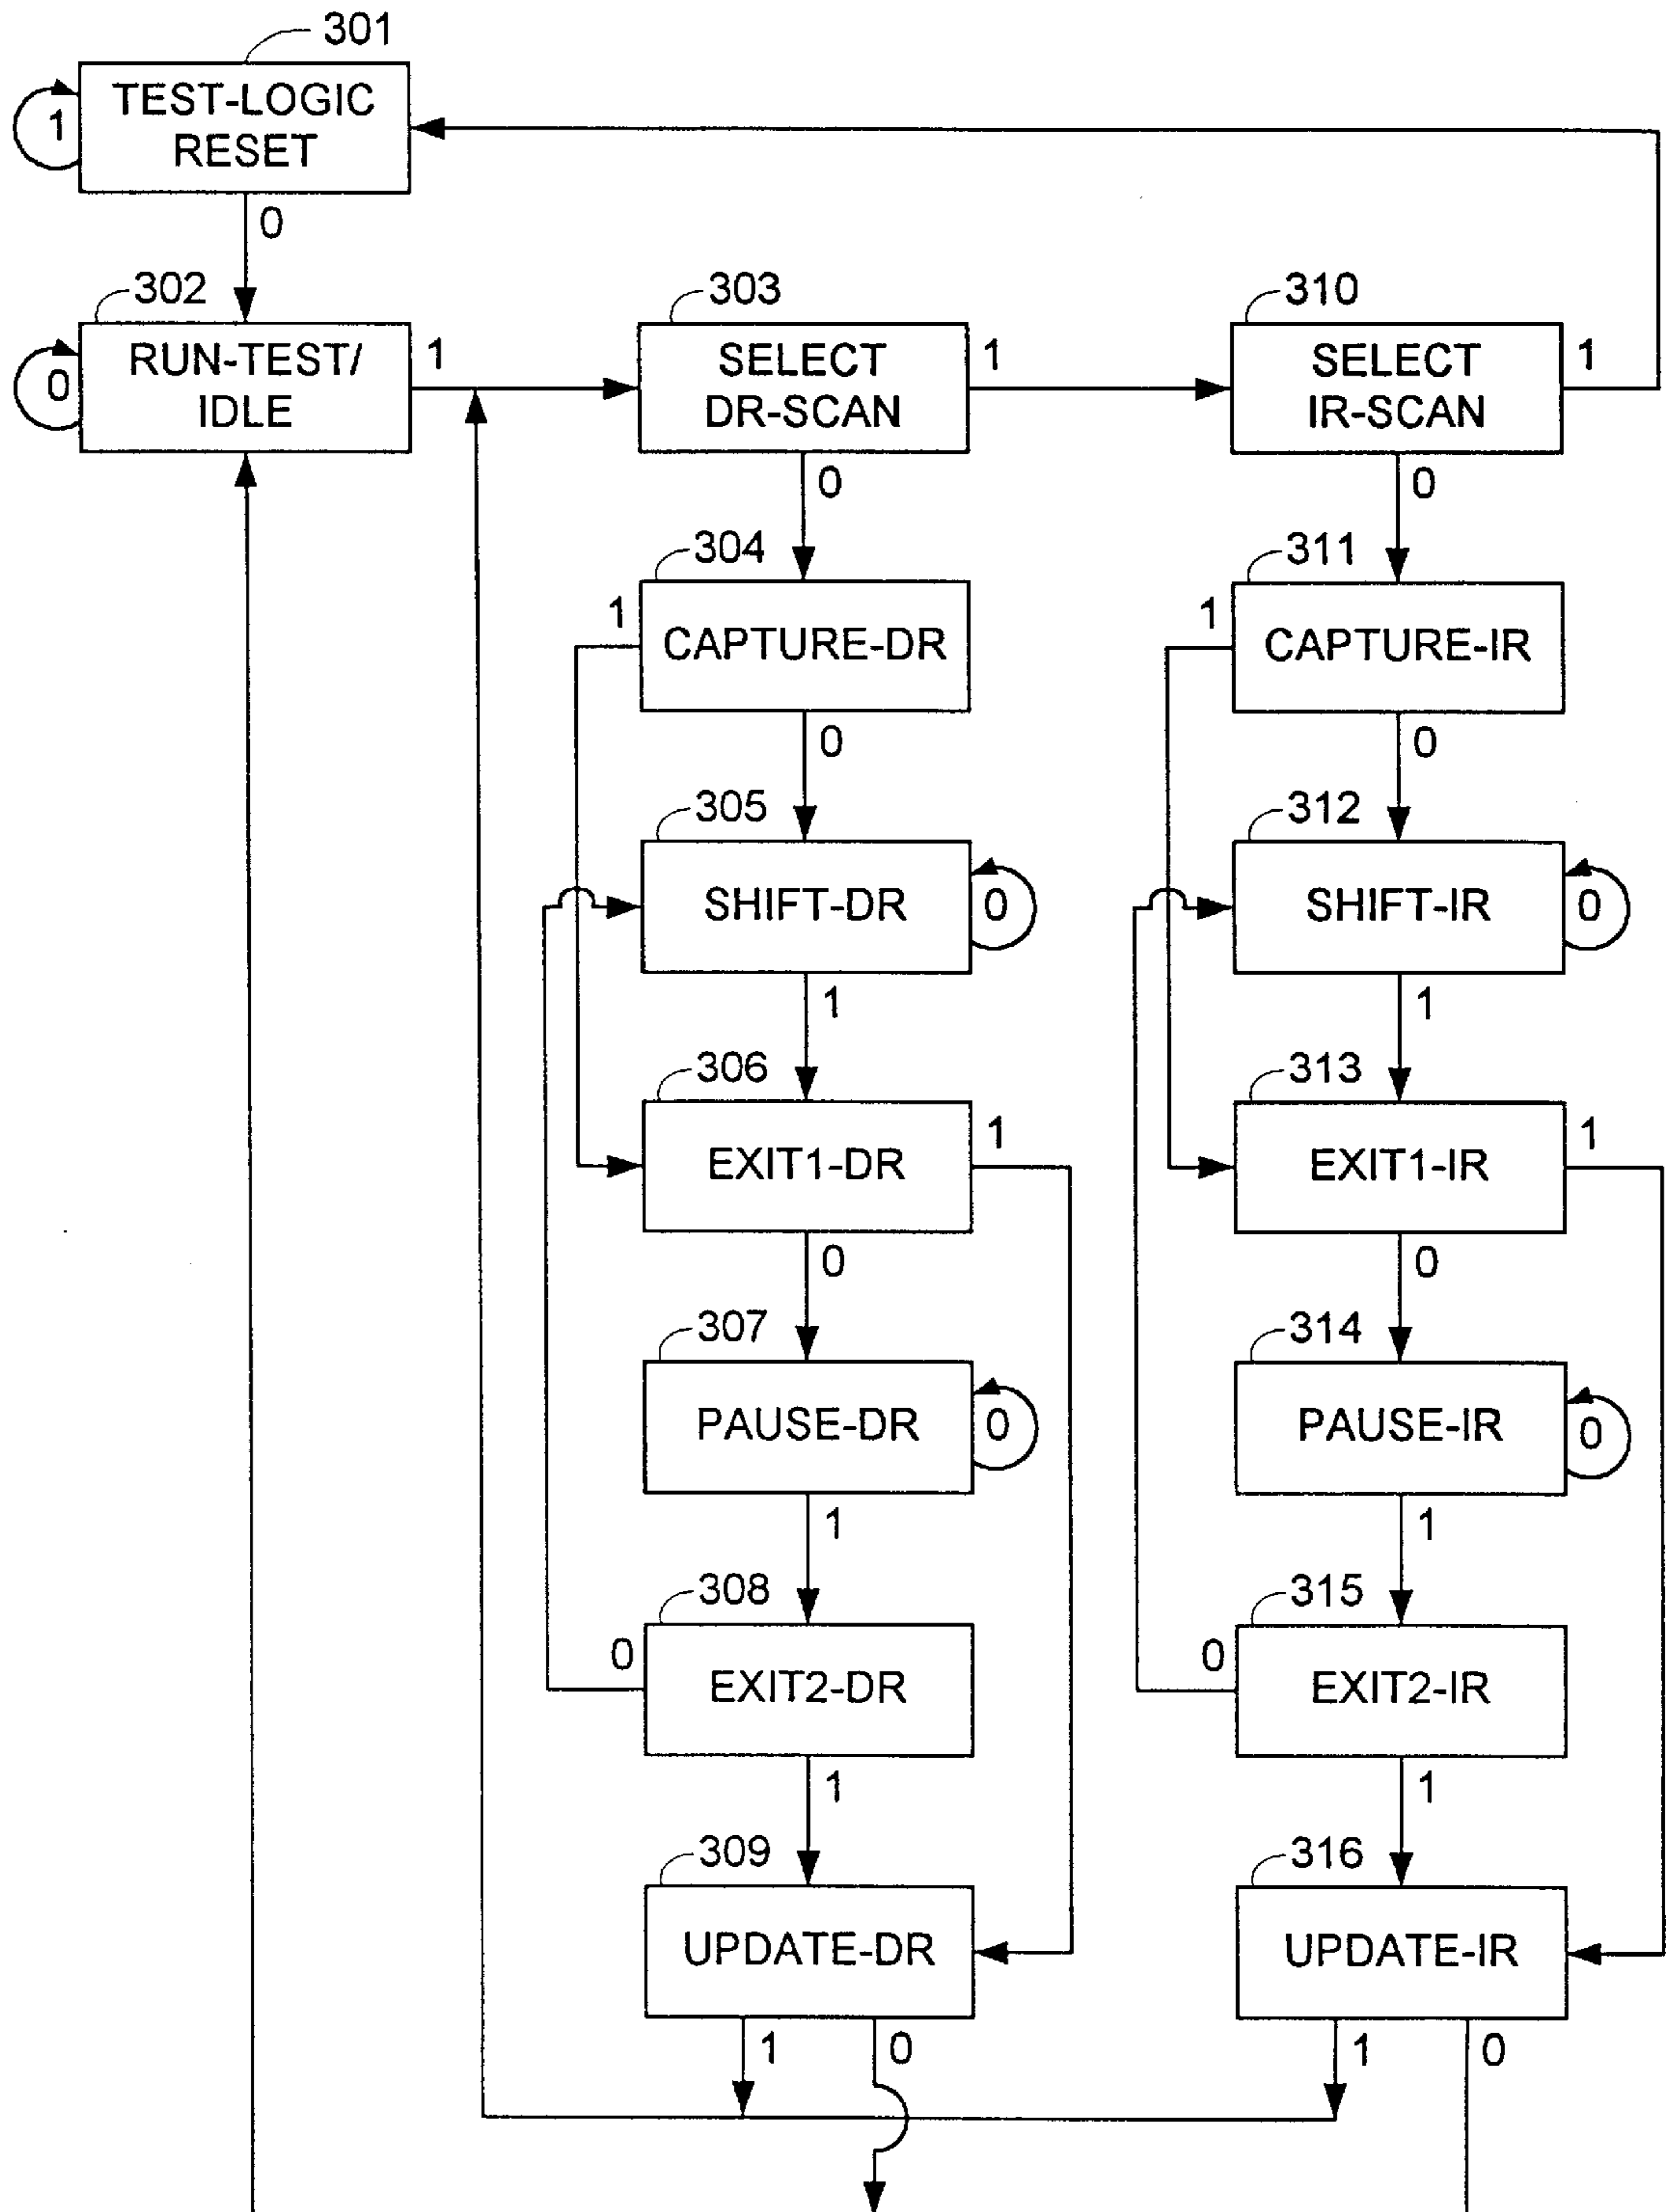 301
TEST-LOGIC
RESET
1
0
302
RUN-TEST/
IDLE
0
1
303
SELECT
DR-SCAN
1
0
310
SELECT
IR-SCAN
1
0
304
CAPTURE-DR
1
0
311
CAPTURE-IR
1
0
305
SHIFT-DR
0
1
312
SHIFT-IR
0
1
306
EXIT1-DR
1
0
313
EXIT1-IR
1
0
307
PAUSE-DR
0
1
314
PAUSE-IR
0
1
308
EXIT2-DR
0
1
315
EXIT2-IR
0
1
309
UPDATE-DR
1
0
316
UPDATE-IR
1
0